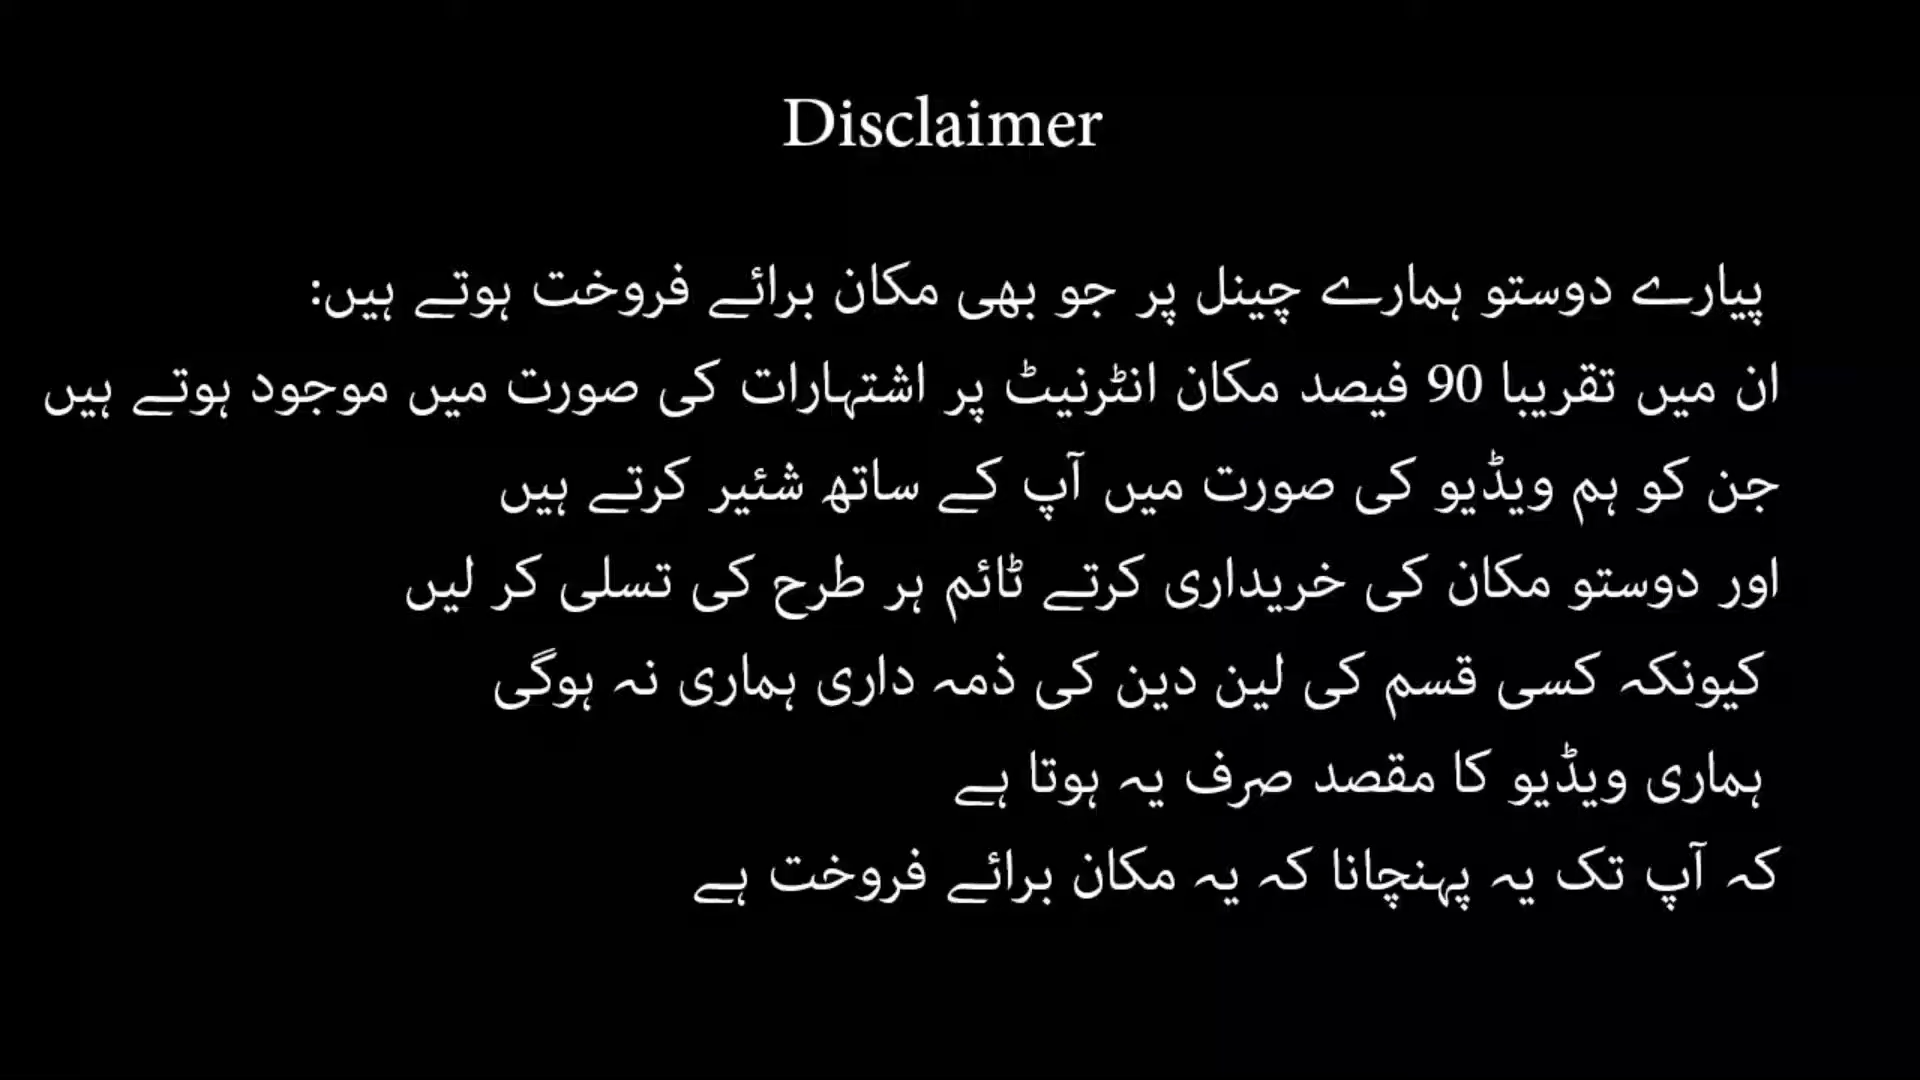 Disclaimer
پیارے دوستو ہمارے چینل پر جو بھی مکان برائے فروخت ہوتے ہیں:
ان میں تقریبا 90 فیصد مکان انٹرنیٹ پر اشتہارات کی صورت میں موجود ہوتے ہیں
جن کو ہم ویڈیو کی صورت میں آپ کے ساتھ شئیر کرتے ہیں
اور دوستو مکان کی خریداری کرتے ٹائم ہر طرح کی تسلی کر لیں
کیونکہ کسی قسم کی لین دین کی ذمہ داری ہماری نہ ہوگی
ہماری ویڈیو کا مقصد صرف یہ ہوتا ہے
کہ آپ تک یہ پہنچانا کہ یہ مکان برائے فروخت ہے